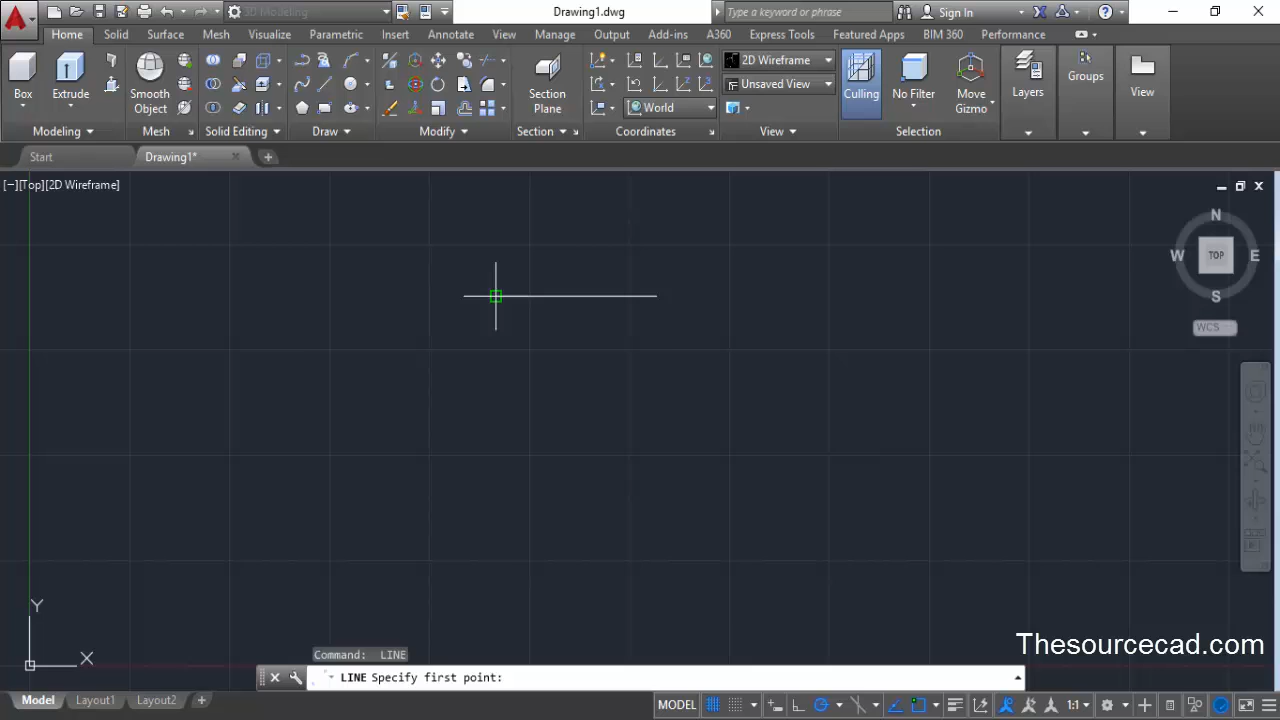 3D Modeling
Drawing1.dwg
Type a keyword or phrase
Sign In
Home Solid Surface Mesh Visualize Parametric Insert Annotate View Manage Output Add-ins A360 Express Tools Featured Apps BIM 360 Performance
Box
Extrude
Smooth
Object
Section
Plane
2D Wireframe
Unsaved View
World
Culling
No Filter
Move
Gizmo
Layers
Groups
View
Modeling Mesh Solid Editing Draw Modify Section Coordinates View Selection
Start Drawing1*
[−][Top][2D Wireframe]
N
W TOP E
S
WCS
Y
X
Thesourcecad.com
Command: LINE
LINE Specify first point:
Model Layout1 Layout2
MODEL
1:1